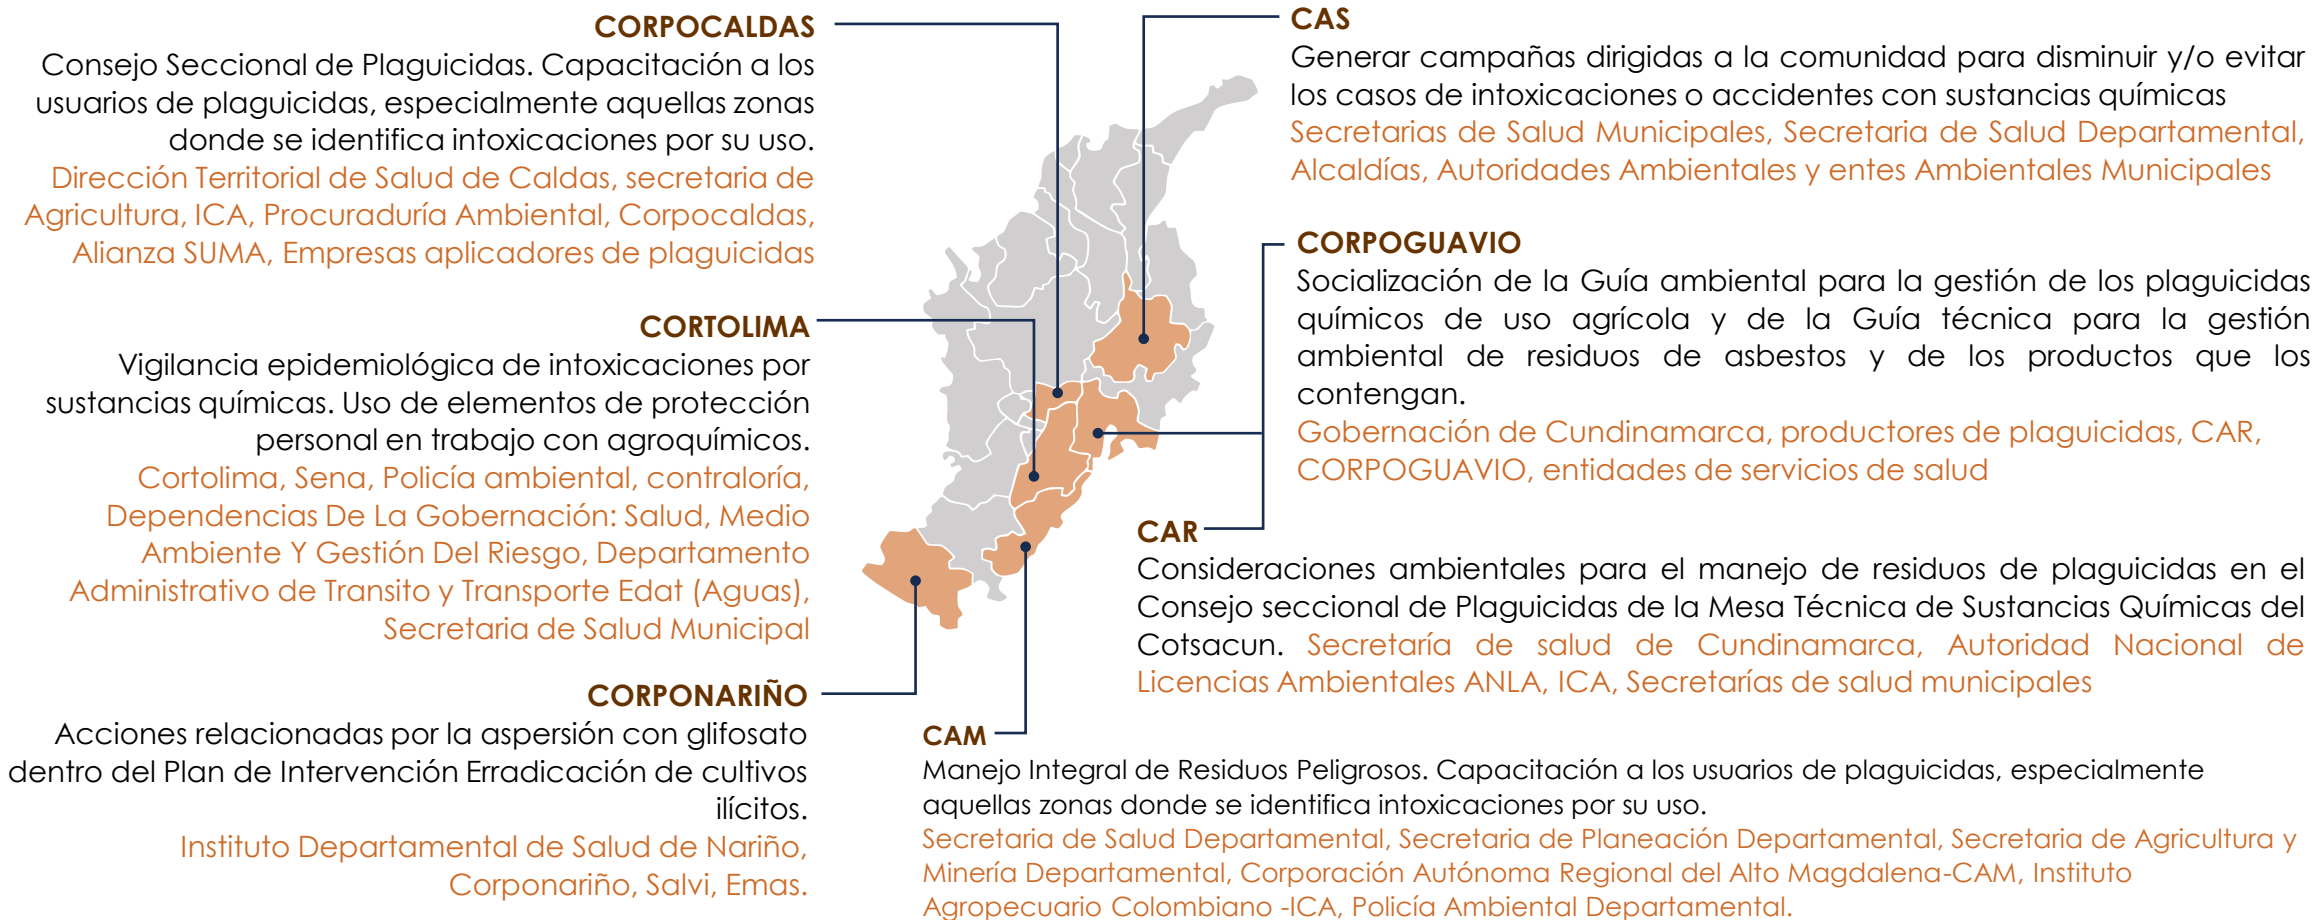 CORPOCALDAS
Consejo Seccional de Plaguicidas. Capacitación a los
usuarios de plaguicidas, especialmente aquellas zonas
donde se identifica intoxicaciones por su uso.
Dirección Territorial de Salud de Caldas, secretaria de
Agricultura, ICA, Procuraduría Ambiental, Corpocaldas,
Alianza SUMA, Empresas aplicadores de plaguicidas
CORTOLIMA
Vigilancia epidemiológica de intoxicaciones por
sustancias químicas. Uso de elementos de protección
personal en trabajo con agroquímicos.
Cortolima, Sena, Policía ambiental, contraloría,
Dependencias De La Gobernación: Salud, Medio
Ambiente Y Gestión Del Riesgo, Departamento
Administrativo de Transito y Transporte Edat (Aguas),
Secretaria de Salud Municipal
CORPONARIÑO
Acciones relacionadas por la aspersión con glifosato
dentro del Plan de Intervención Erradicación de cultivos
ilícitos.
Instituto Departamental de Salud de Nariño,
Corponariño, Salvi, Emas.
CAS
Generar campañas dirigidas a la comunidad para disminuir y/o evitar
los casos de intoxicaciones o accidentes con sustancias químicas
Secretarias de Salud Municipales, Secretaria de Salud Departamental,
Alcaldías, Autoridades Ambientales y entes Ambientales Municipales
CORPOGUAVIO
Socialización de la Guía ambiental para la gestión de los plaguicidas
químicos de uso agrícola y de la Guía técnica para la gestión
ambiental de residuos de asbestos y de los productos que los
contengan.
Gobernación de Cundinamarca, productores de plaguicidas, CAR,
CORPOGUAVIO, entidades de servicios de salud
CAR
Consideraciones ambientales para el manejo de residuos de plaguicidas en el
Consejo seccional de Plaguicidas de la Mesa Técnica de Sustancias Químicas del
Cotsacun. Secretaría de salud de Cundinamarca, Autoridad Nacional de
Licencias Ambientales ANLA, ICA, Secretarías de salud municipales
CAM
Manejo Integral de Residuos Peligrosos. Capacitación a los usuarios de plaguicidas, especialmente
aquellas zonas donde se identifica intoxicaciones por su uso.
Secretaria de Salud Departamental, Secretaria de Planeación Departamental, Secretaria de Agricultura y
Minería Departamental, Corporación Autónoma Regional del Alto Magdalena-CAM, Instituto
Agropecuario Colombiano -ICA, Policía Ambiental Departamental.